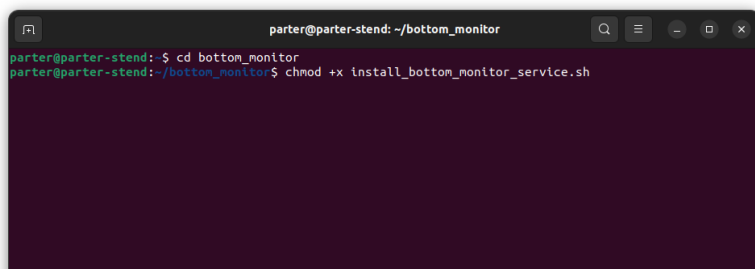 parter@parter-stend: ~/bottom_monitor
parter@parter-stend:~$ cd bottom_monitor
parter@parter-stend:~/bottom_monitor$ chmod +x install_bottom_monitor_service.sh